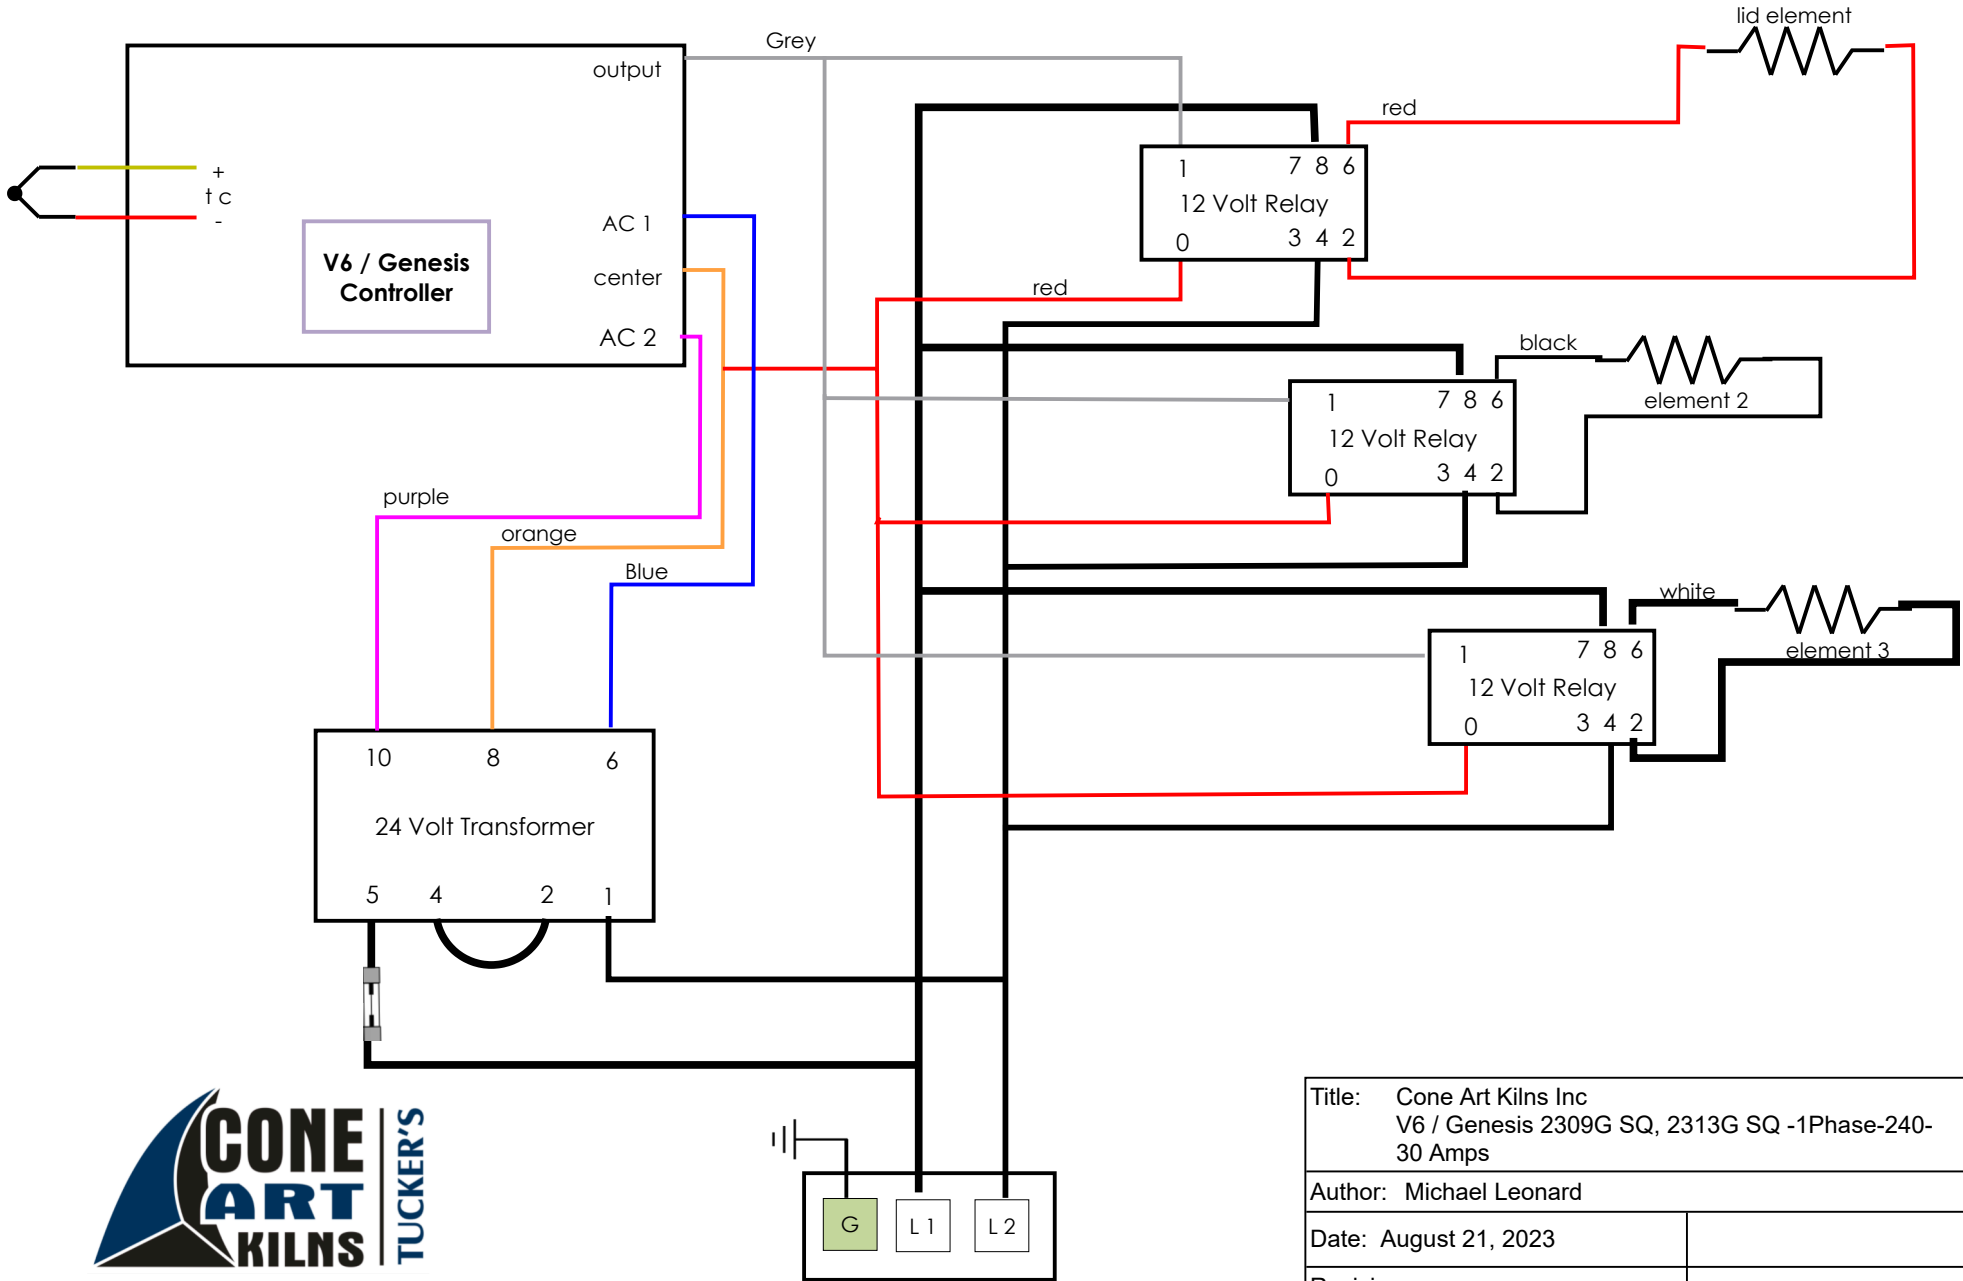 lid element
Grey
output
red
1 7 8 6
12 Volt Relay
0 3 4 2
+
t c
-
AC 1
V6 / Genesis
Controller
center
AC 2
red
black
element 2
1 7 8 6
12 Volt Relay
0 3 4 2
purple
orange
Blue
white
element 3
1 7 8 6
12 Volt Relay
0 3 4 2
10 8 6
24 Volt Transformer
5 4 2 1
CONE
ART
KILNS
TUCKER'S
G L 1 L 2
Title: Cone Art Kilns Inc
V6 / Genesis 2309G SQ, 2313G SQ -1Phase-240-
30 Amps
Author: Michael Leonard
Date: August 21, 2023